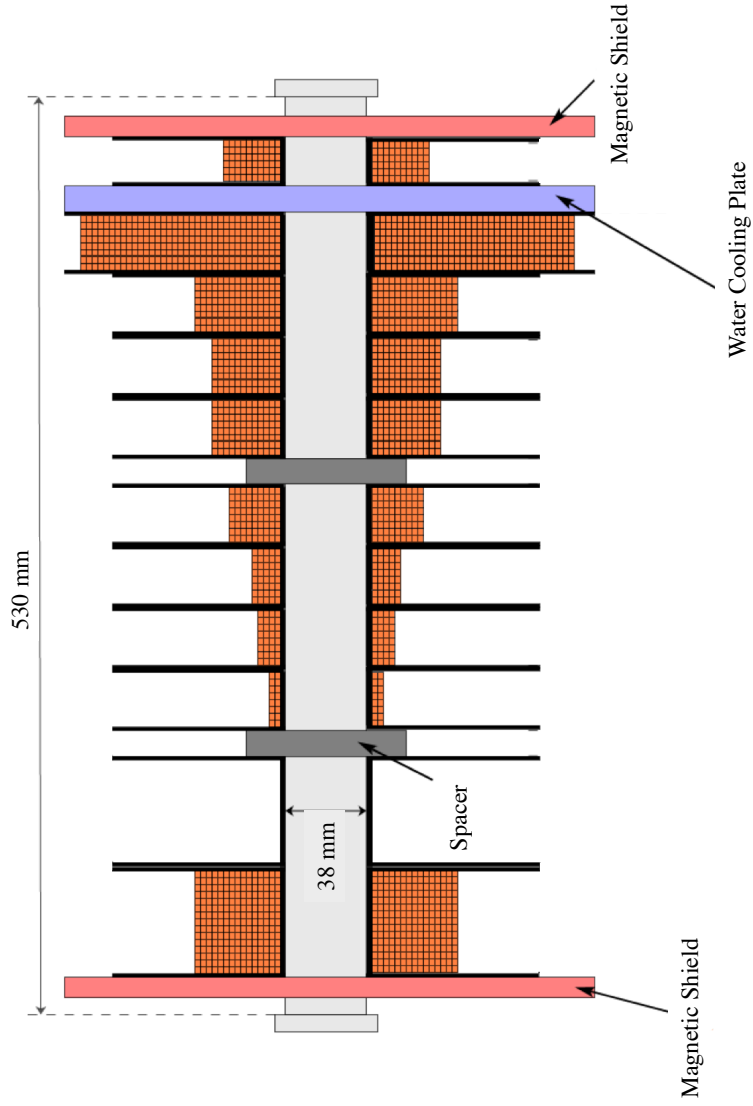 Magnetic Shield
Water Cooling Plate
530 mm
38 mm
Spacer
Magnetic Shield